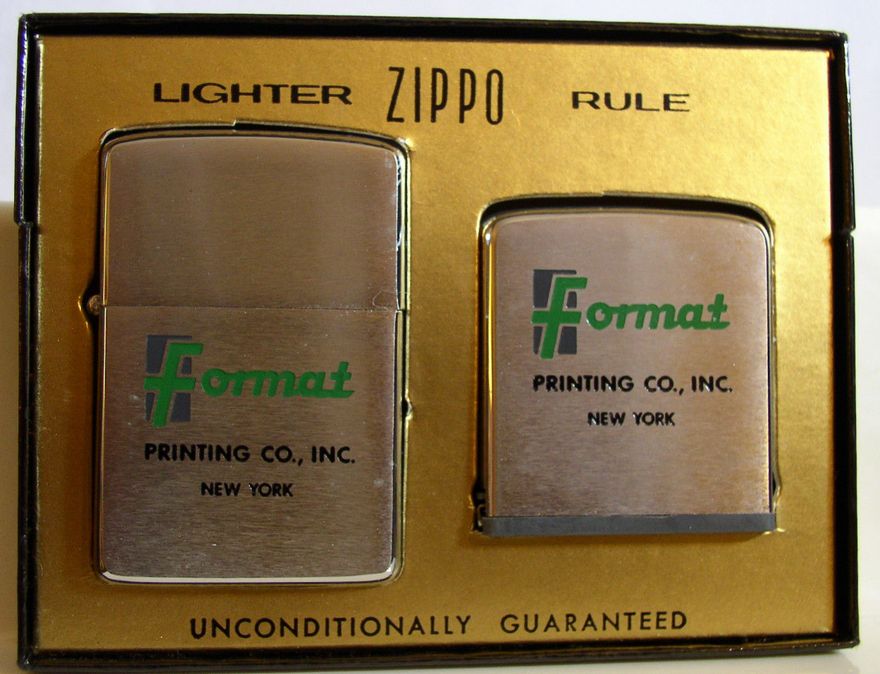 LIGHTER ZIPPO RULE
Format
PRINTING CO., INC.
NEW YORK
Format
PRINTING CO., INC.
NEW YORK
UNCONDITIONALLY GUARANTEED